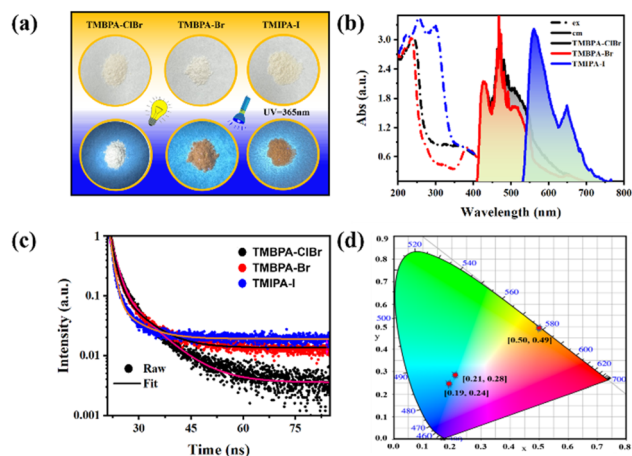 (a)
TMBPA-ClBr TMBPA-Br TMIPA-I
UV=365nm
(b)
Abs (a.u.)
3.0
2.4
1.8
1.2
0.6
200 300 400 500 600 700 800
Wavelength (nm)
ex
cm
TMBPA-ClBr
TMBPA-Br
TMIPA-I
(c)
Intensity (a.u.)
1
0.1
0.01
0.001
30 45 60 75
Time (ns)
TMBPA-ClBr
TMBPA-Br
TMIPA-I
Raw
Fit
(d)
y
0.9
0.8
0.7
0.6
0.5
0.4
0.3
0.2
0.1
0.0
0.0 0.1 0.2 0.3 0.4 0.5 0.6 0.7 0.8
x
520
540
560
580
600
620
700
490
480
470
460
[0.50, 0.49]
[0.21, 0.28]
[0.19, 0.24]